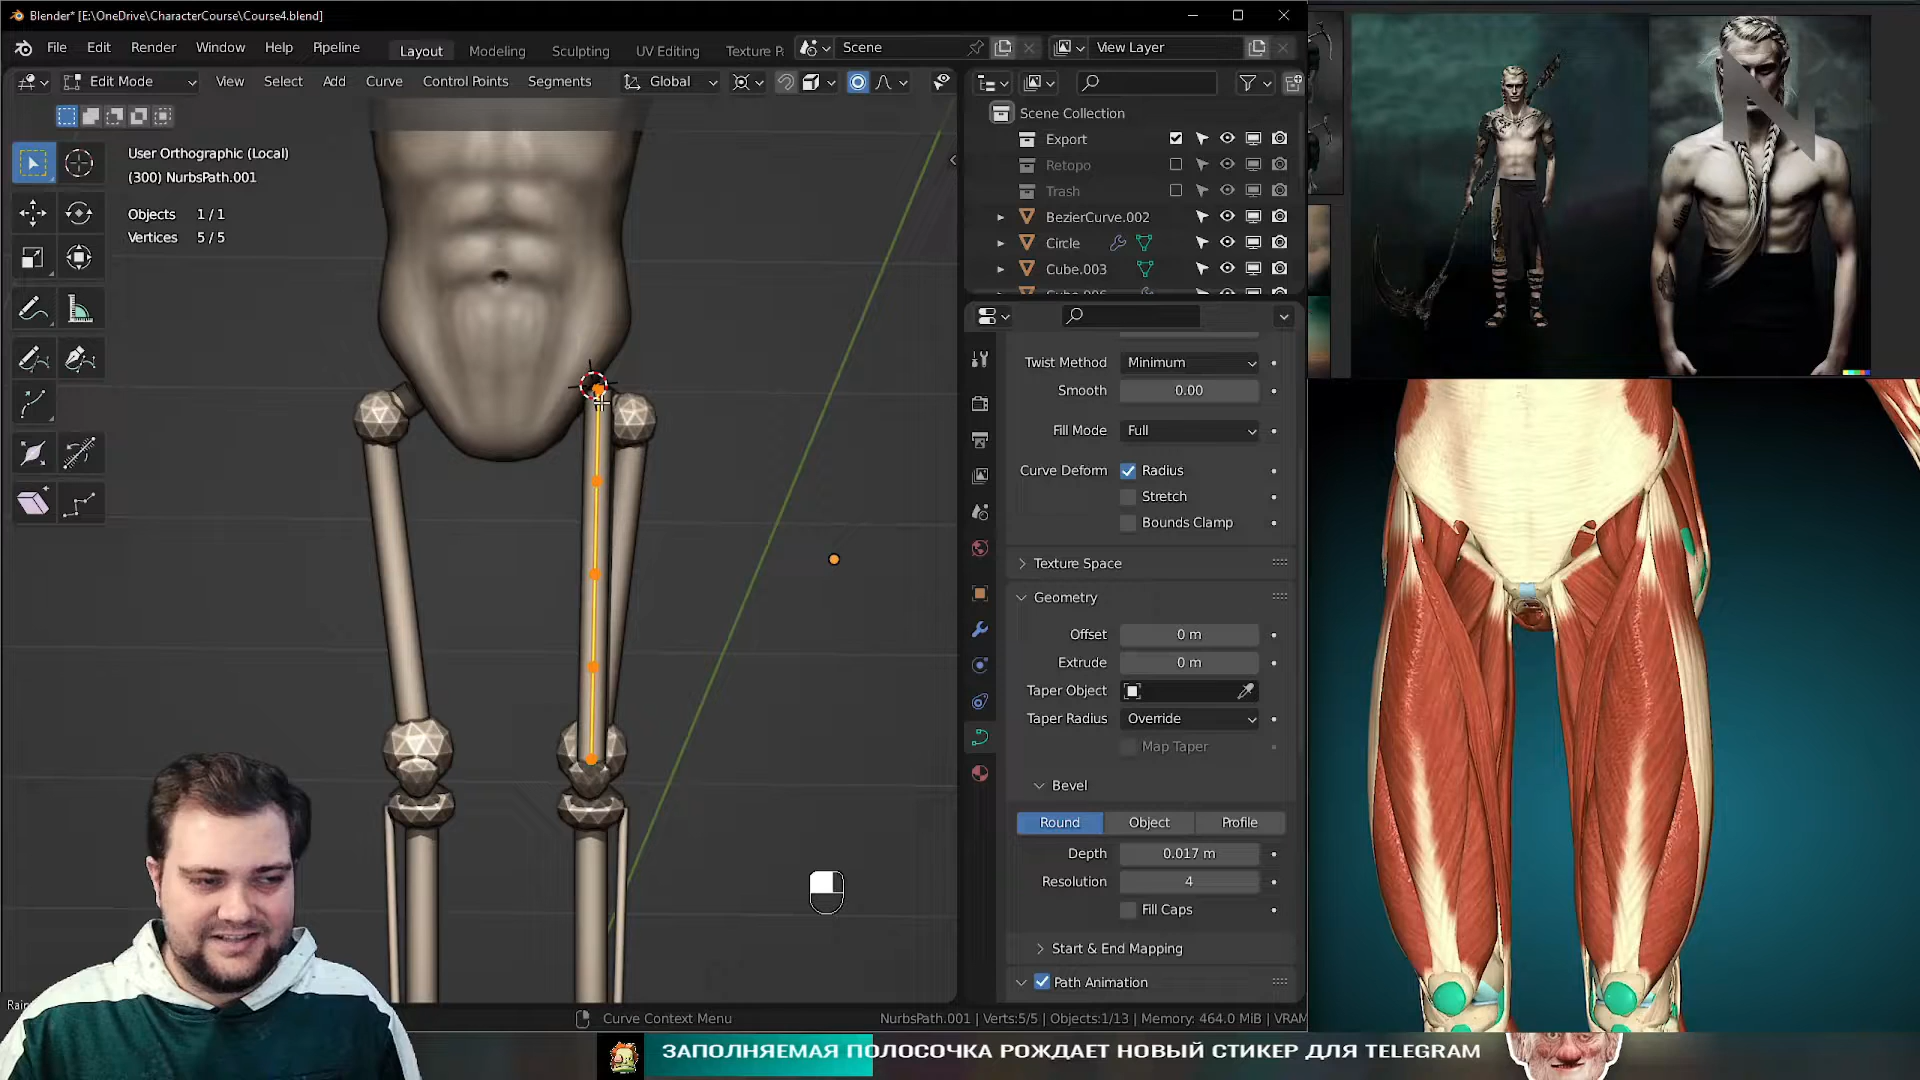 Blender* [E:\OneDrive\CharacterCourse\Course4.blend]
File Edit Render Window Help Pipeline Layout Modeling Sculpting UV Editing Texture P Scene View Layer
Edit Mode View Select Add Curve Control Points Segments Global
User Orthographic (Local)
(300) NurbsPath.001
Objects 1 / 1
Vertices 5 / 5
Scene Collection
Export
Retopo
Trash
BezierCurve.002
Circle
Cube.003
Twist Method Minimum
Smooth 0.00
Fill Mode Full
Curve Deform Radius
Stretch
Bounds Clamp
Texture Space
Geometry
Offset 0 m
Extrude 0 m
Taper Object
Taper Radius Override
Map Taper
Bevel
Round Object Profile
Depth 0.017 m
Resolution 4
Fill Caps
Start & End Mapping
Path Animation
Curve Context Menu
NurbsPath.001 | Verts:5/5 | Objects:1/13 | Memory: 464.0 MiB | VRAM
ЗАПОЛНЯЕМАЯ ПОЛОСОЧКА РОЖДАЕТ НОВЫЙ СТИКЕР ДЛЯ TELEGRAM